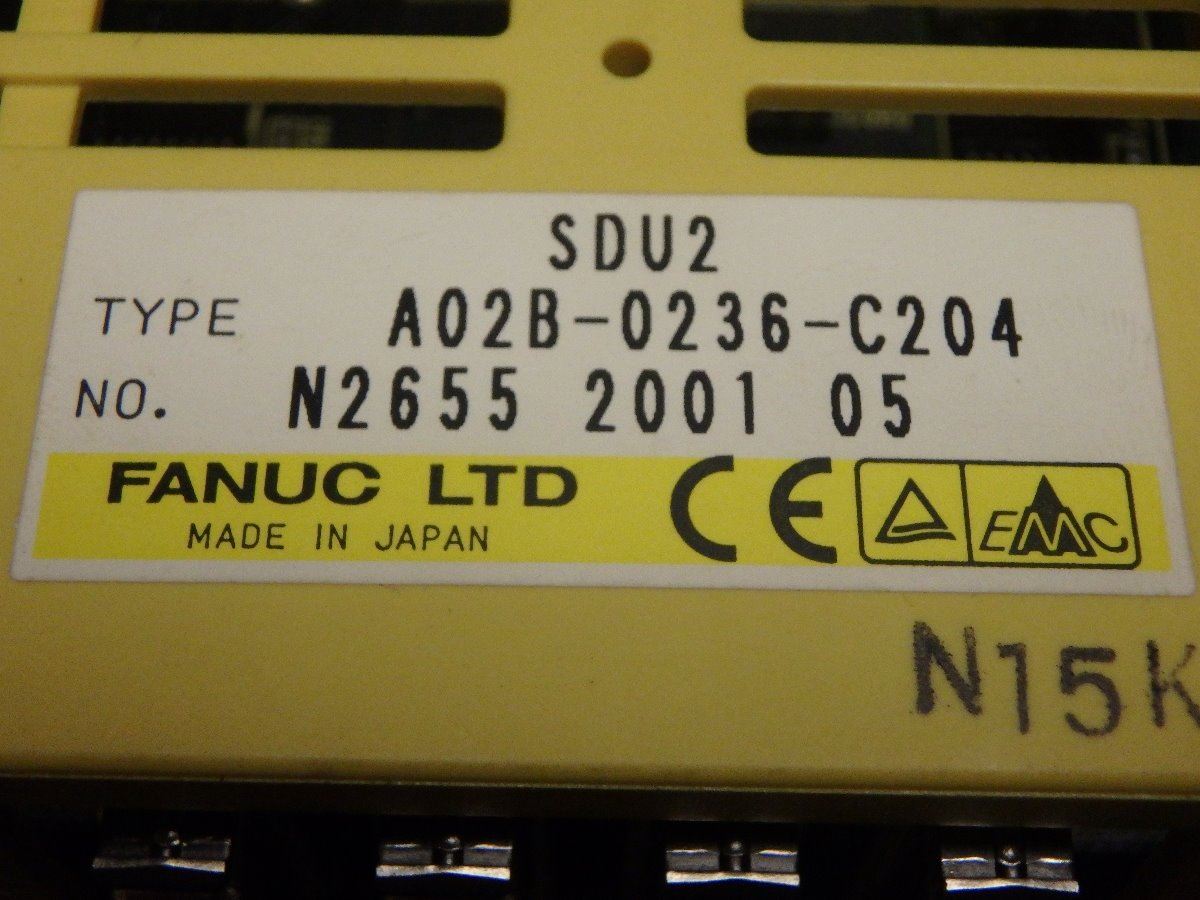 SDU2
TYPE A02B-0236-C204
NO. N2655 2001 05
FANUC LTD
MADE IN JAPAN
CE
EMC
N15K